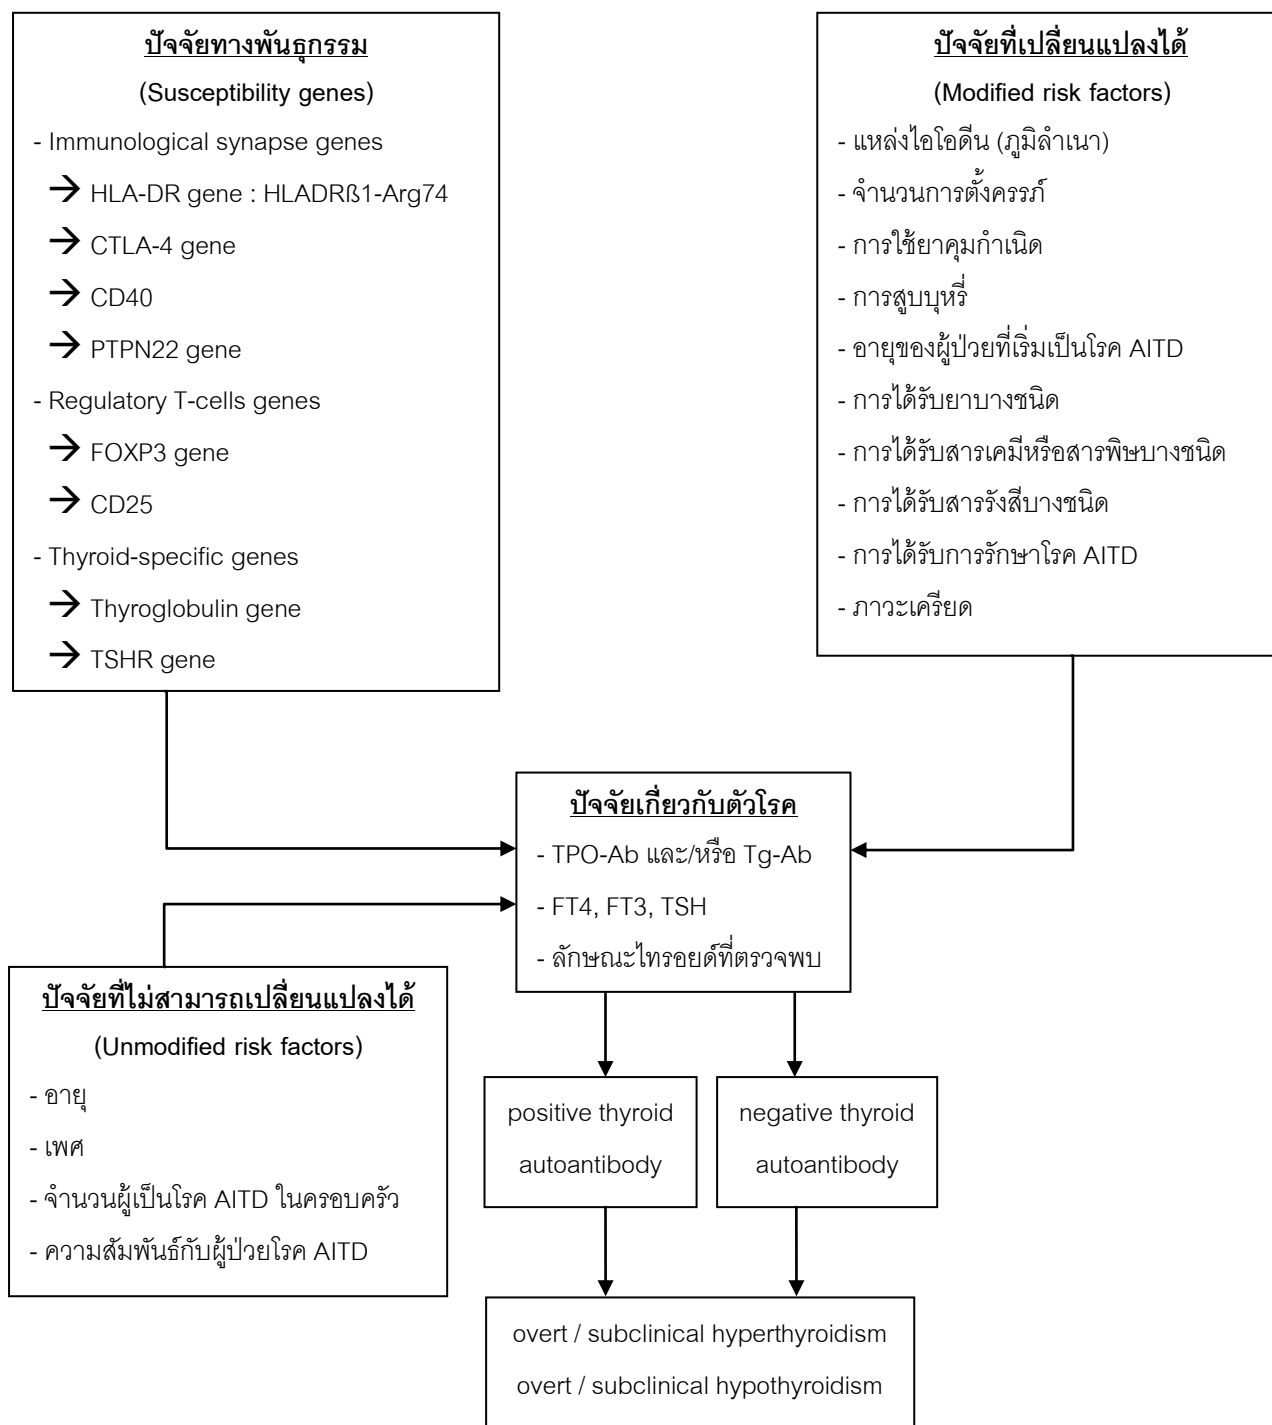 ปัจจัยทางพันธุกรรม
(Susceptibility genes)
- Immunological synapse genes
→ HLA-DR gene : HLADRß1-Arg74
→ CTLA-4 gene
→ CD40
→ PTPN22 gene
- Regulatory T-cells genes
→ FOXP3 gene
→ CD25
- Thyroid-specific genes
→ Thyroglobulin gene
→ TSHR gene
ปัจจัยที่เปลี่ยนแปลงได้
(Modified risk factors)
- แหล่งไอโอดีน (ภูมิลำเนา)
- จำนวนการตั้งครรภ์
- การใช้ยาคุมกำเนิด
- การสูบบุหรี่
- อายุของผู้ป่วยที่เริ่มเป็นโรค AITD
- การได้รับยาบางชนิด
- การได้รับสารเคมีหรือสารพิษบางชนิด
- การได้รับสารรังสีบางชนิด
- การได้รับการรักษาโรค AITD
- ภาวะเครียด
ปัจจัยเกี่ยวกับตัวโรค
- TPO-Ab และ/หรือ Tg-Ab
- FT4, FT3, TSH
- ลักษณะไทรอยด์ที่ตรวจพบ
ปัจจัยที่ไม่สามารถเปลี่ยนแปลงได้
(Unmodified risk factors)
- อายุ
- เพศ
- จำนวนผู้เป็นโรค AITD ในครอบครัว
- ความสัมพันธ์กับผู้ป่วยโรค AITD
positive thyroid
autoantibody
negative thyroid
autoantibody
overt / subclinical hyperthyroidism
overt / subclinical hypothyroidism